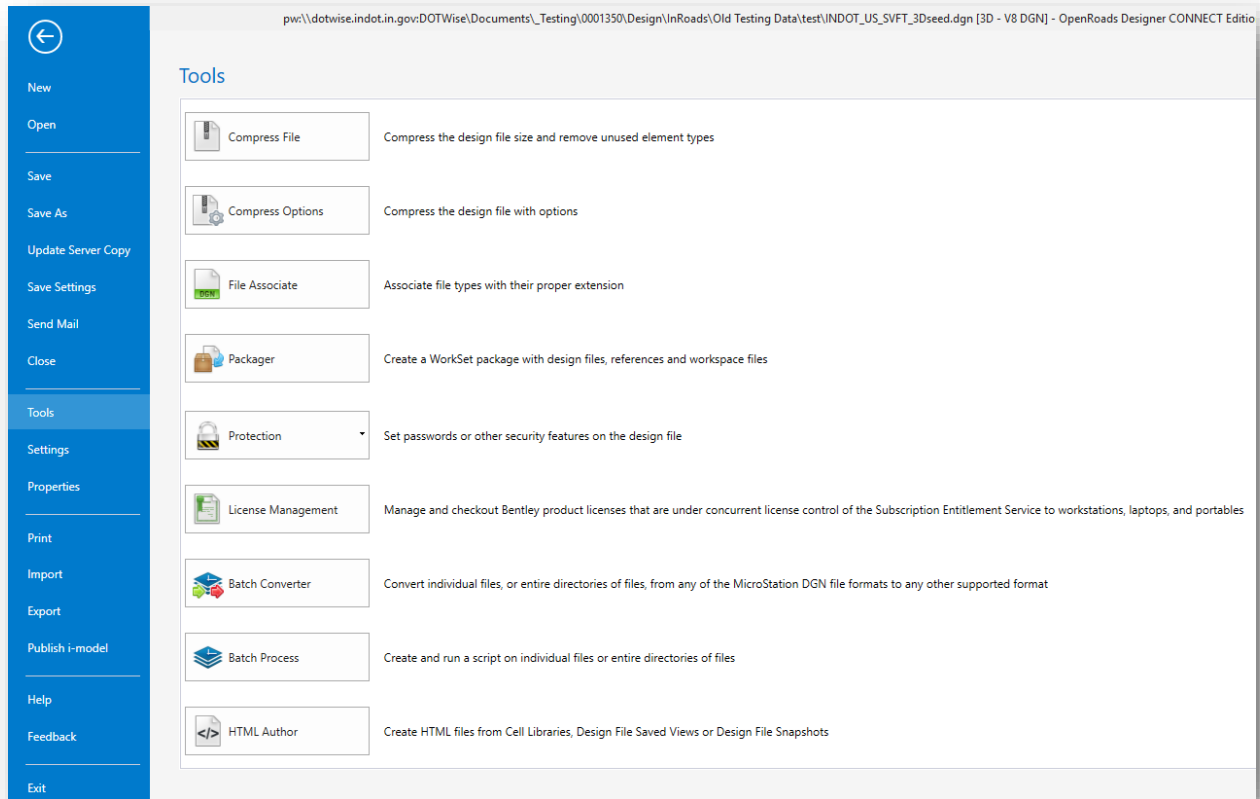 pw:\\dotwise.indot.in.gov:DOTWise\Documents\_Testing\0001350\Design\InRoads\Old Testing Data\test\INDOT_US_SVFT_3Dseed.dgn [3D - V8 DGN] - OpenRoads Designer CONNECT Editio
New
Open
Save
Save As
Update Server Copy
Save Settings
Send Mail
Close
Tools
Settings
Properties
Print
Import
Export
Publish i-model
Help
Feedback
Exit
Tools
Compress File
Compress the design file size and remove unused element types
Compress Options
Compress the design file with options
DGN
File Associate
Associate file types with their proper extension
Packager
Create a WorkSet package with design files, references and workspace files
Protection
Set passwords or other security features on the design file
License Management
Manage and checkout Bentley product licenses that are under concurrent license control of the Subscription Entitlement Service to workstations, laptops, and portables
Batch Converter
Convert individual files, or entire directories of files, from any of the MicroStation DGN file formats to any other supported format
Batch Process
Create and run a script on individual files or entire directories of files
</>
HTML Author
Create HTML files from Cell Libraries, Design File Saved Views or Design File Snapshots